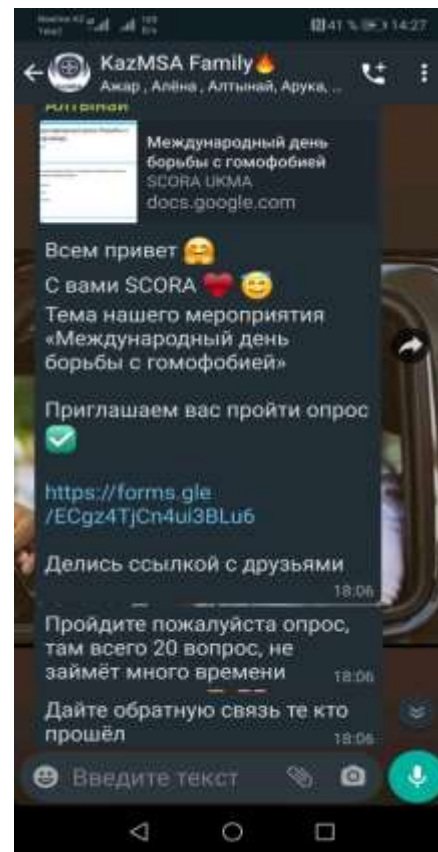 41 % 14:27
KazMSA Family
Ажар , Алёна , Алтынай, Арука, ...
Алтынай
Международный день
борьбы с гомофобией
SCORA UKMA
docs.google.com
Всем привет
С вами SCORA
Тема нашего мероприятия
«Международный день
борьбы с гомофобией»
Приглашаем вас пройти опрос
https://forms.gle
/ECgz4TjCn4ui3BLu6
Делись ссылкой с друзьями
18:06
Пройдите пожалуйста опрос,
там всего 20 вопрос, не
займёт много времени 18:06
Дайте обратную связь те кто
прошёл 18:06
Введите текст